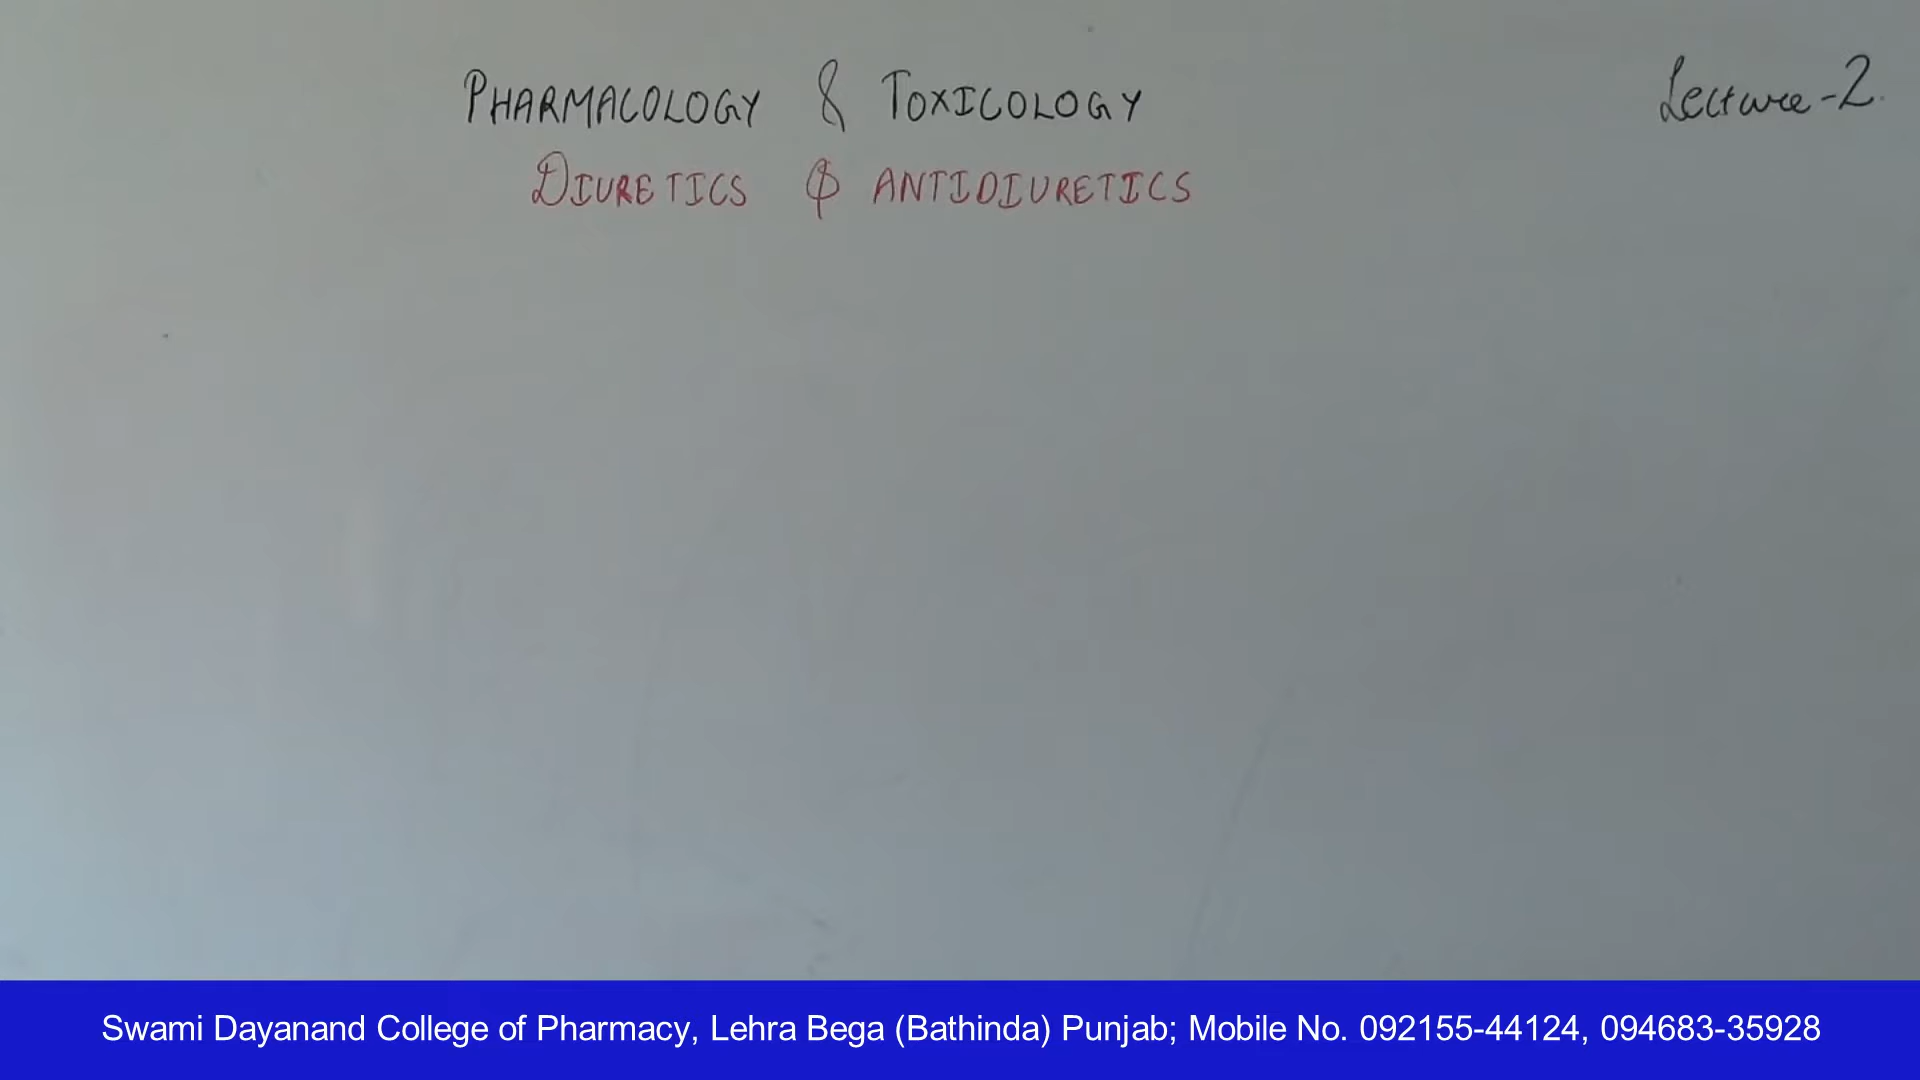 PHARMACOLOGY & TOXICOLOGY
Lecture-2.
DIURETICS & ANTIDIURETICS
Swami Dayanand College of Pharmacy, Lehra Bega (Bathinda) Punjab; Mobile No. 092155-44124, 094683-35928